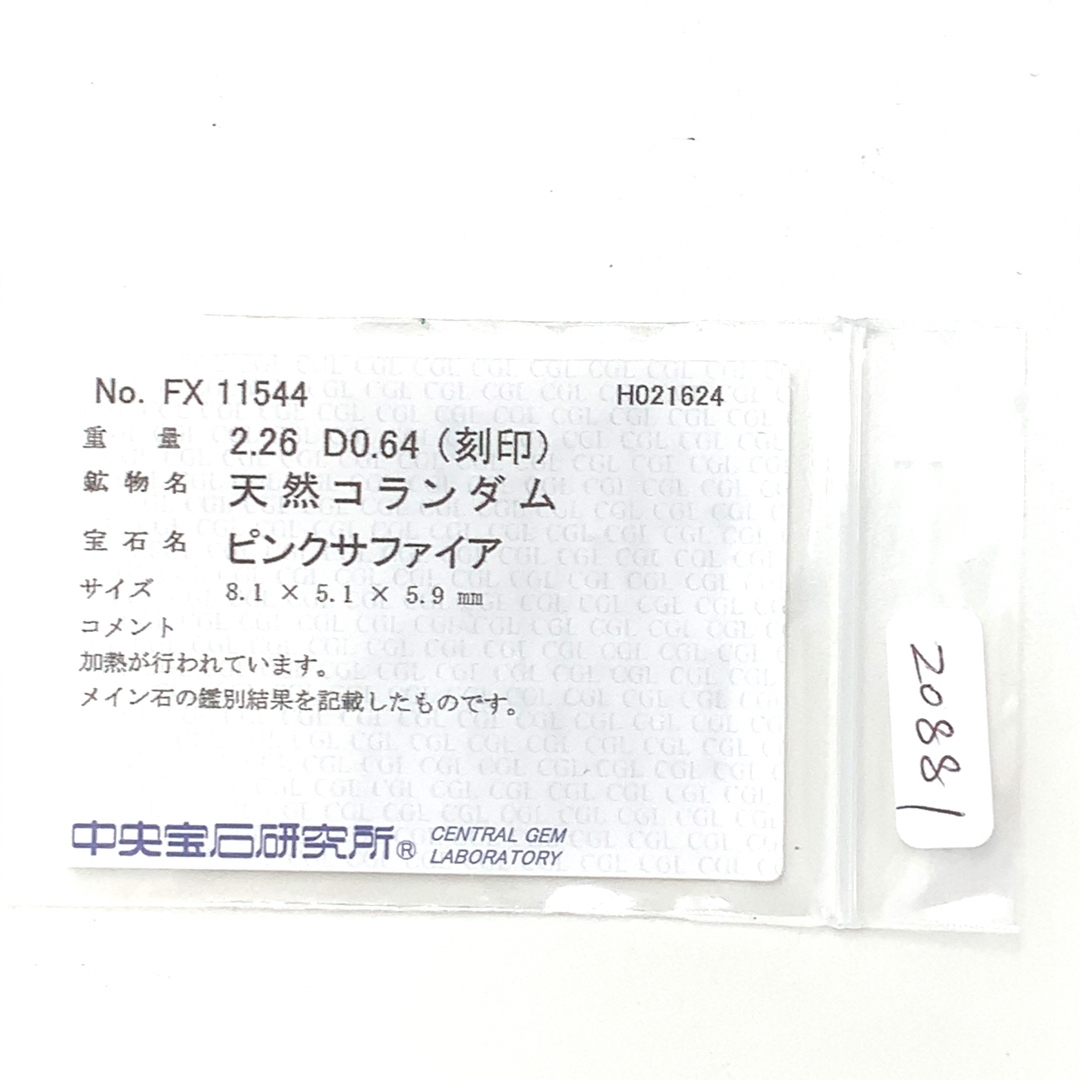 No. FX 11544 H021624
重 量 2.26 D0.64 (刻印)
鉱物名 天然コランダム
宝石名 ピンクサファイア
サイズ 8.1 × 5.1 × 5.9 mm
コメント
加熱が行われています。
メイン石の鑑別結果を記載したものです。
中央宝石研究所® CENTRAL GEM
LABORATORY
20881